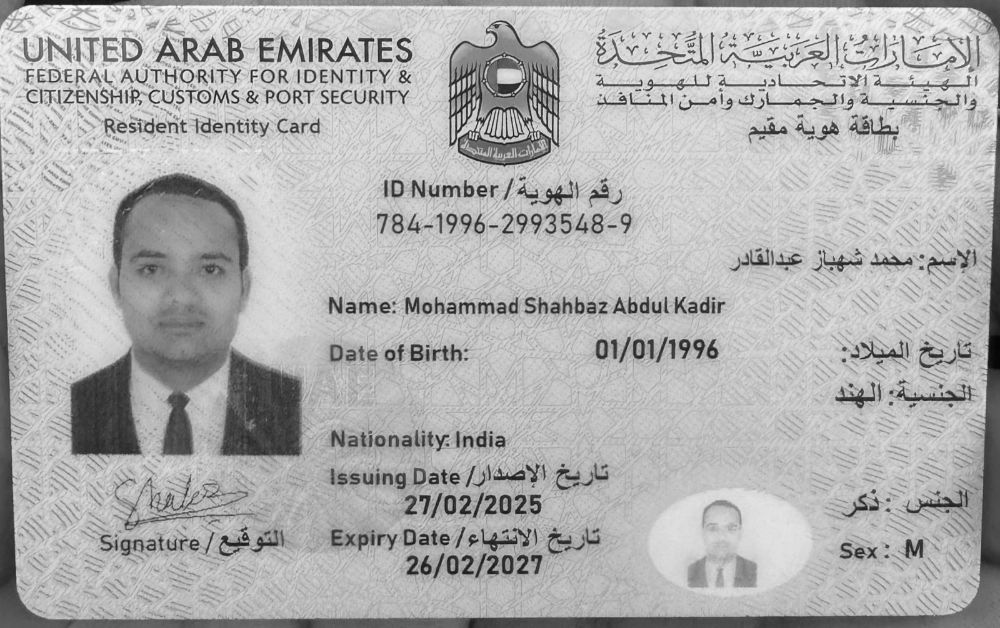 UNITED ARAB EMIRATES
FEDERAL AUTHORITY FOR IDENTITY &
CITIZENSHIP, CUSTOMS & PORT SECURITY
Resident Identity Card
الإمارات العربية المتحدة
الهيئة الاتحادية للهوية
والجنسية والجمارك وأمن المنافذ
بطاقة هوية مقيم
الإمارات العربية المتحدة
ID Number / رقم الهوية
784-1996-2993548-9
الإسم: محمد شهباز عبدالقادر
Name: Mohammad Shahbaz Abdul Kadir
Date of Birth: 01/01/1996 تاريخ الميلاد:
الجنسية: الهند
Nationality: India
Issuing Date / تاريخ الإصدار
27/02/2025
Expiry Date / تاريخ الانتهاء
26/02/2027
الجنس : ذكر
Sex : M
Signature / التوقيع